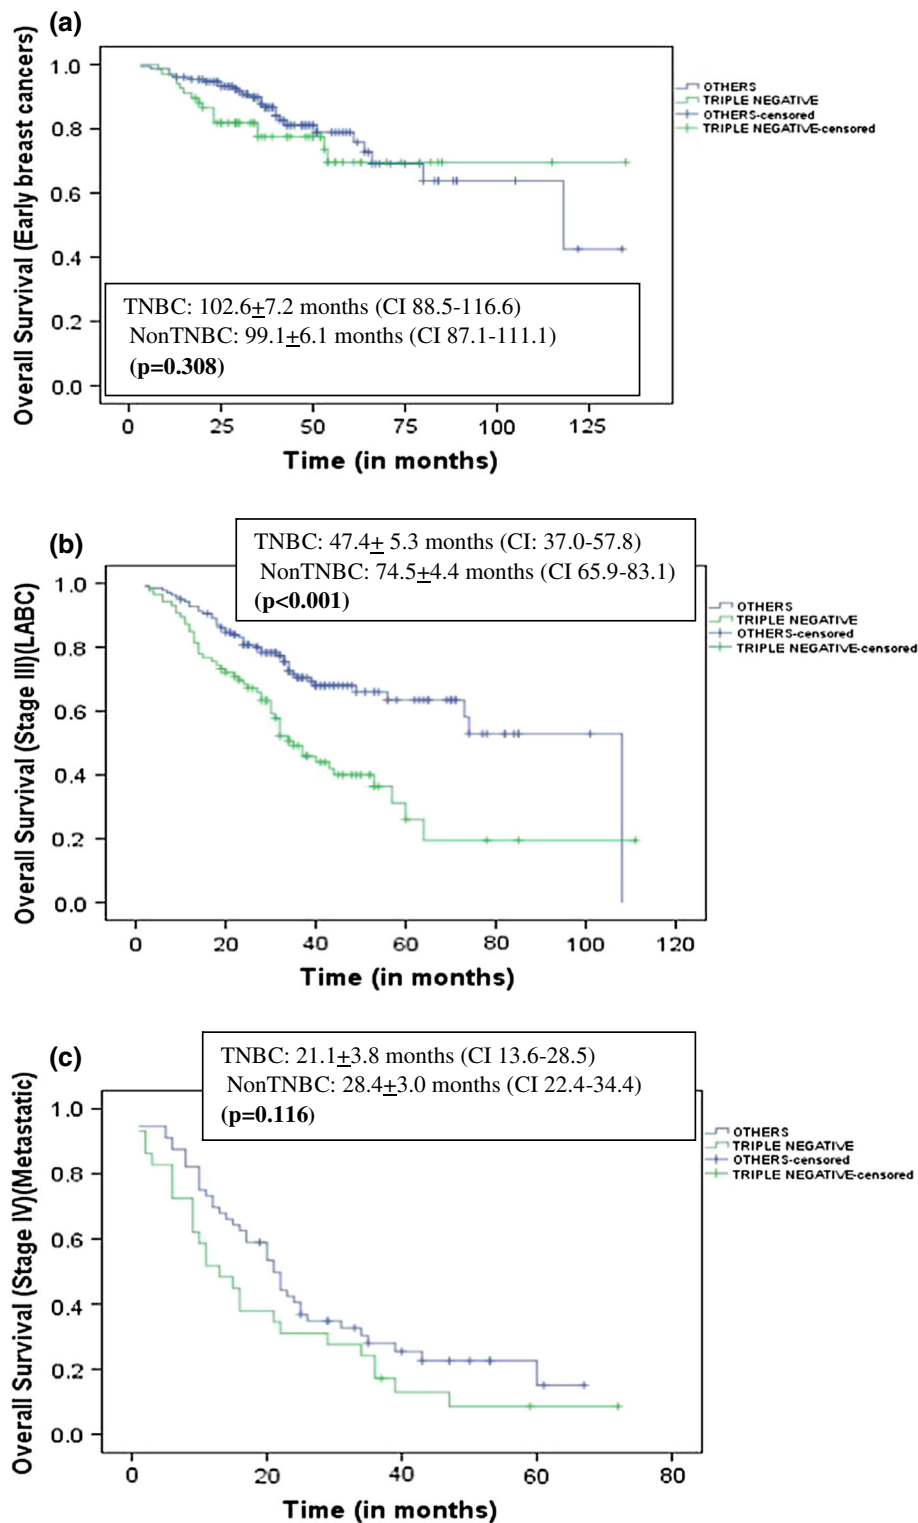 (a)
Overall Survival (Early breast cancers)
1.0
0.8
0.6
0.4
0.2
0.0
OTHERS
TRIPLE NEGATIVE
OTHERS-censored
TRIPLE NEGATIVE-censored
TNBC: 102.6±7.2 months (CI 88.5-116.6)
NonTNBC: 99.1±6.1 months (CI 87.1-111.1)
(p=0.308)
0 25 50 75 100 125
Time (in months)
(b)
TNBC: 47.4± 5.3 months (CI: 37.0-57.8)
NonTNBC: 74.5±4.4 months (CI 65.9-83.1)
(p<0.001)
Overall Survival (Stage III)(LABC)
1.0
0.8
0.6
0.4
0.2
0.0
OTHERS
TRIPLE NEGATIVE
OTHERS-censored
TRIPLE NEGATIVE-censored
0 20 40 60 80 100 120
Time (in months)
(c)
TNBC: 21.1±3.8 months (CI 13.6-28.5)
NonTNBC: 28.4±3.0 months (CI 22.4-34.4)
(p=0.116)
Overall Survival (Stage IV)(Metastatic)
1.0
0.8
0.6
0.4
0.2
0.0
OTHERS
TRIPLE NEGATIVE
OTHERS-censored
TRIPLE NEGATIVE-censored
0 20 40 60 80
Time (in months)